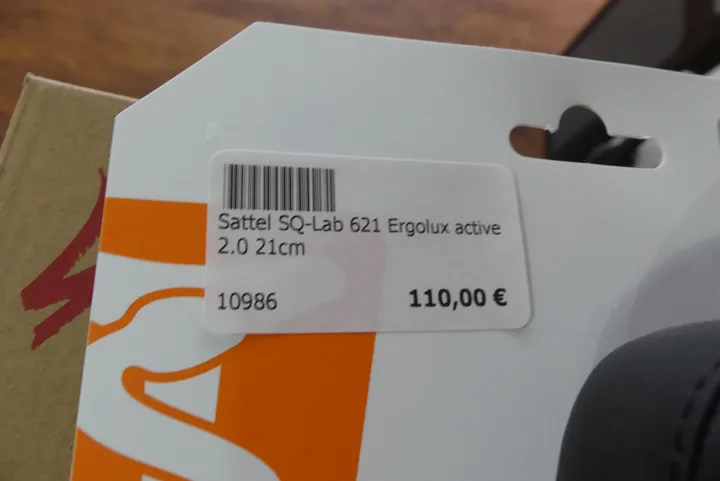 Sattel SQ-Lab 621 Ergolux active
2.0 21cm
10986
110,00 €